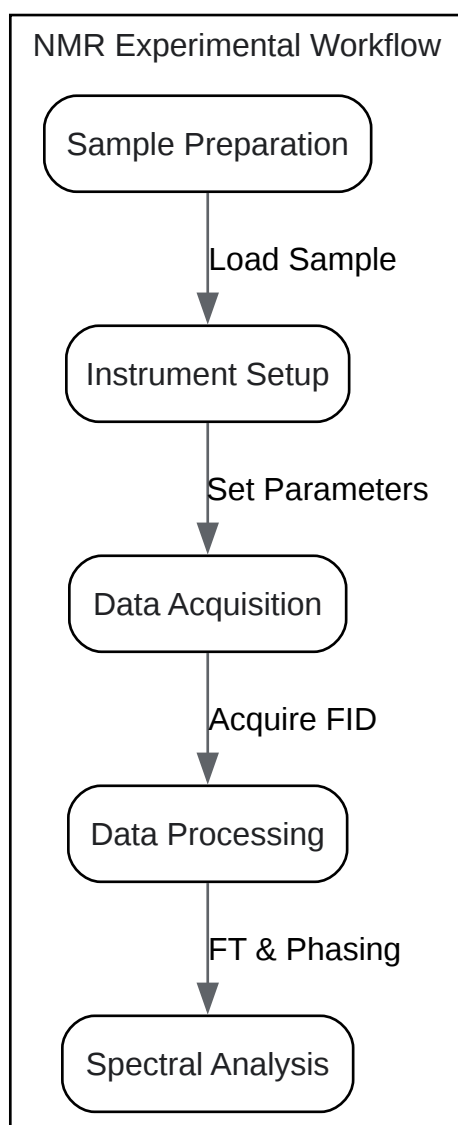 NMR Experimental Workflow
Sample Preparation
Load Sample
Instrument Setup
Set Parameters
Data Acquisition
Acquire FID
Data Processing
FT & Phasing
Spectral Analysis